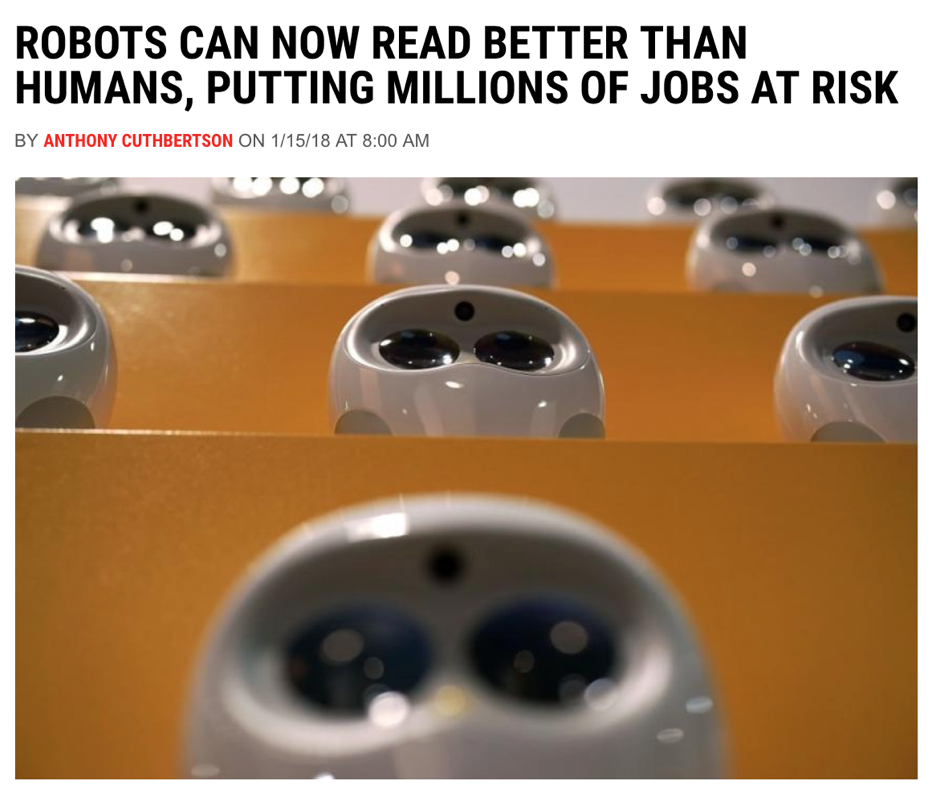 ROBOTS CAN NOW READ BETTER THAN
HUMANS, PUTTING MILLIONS OF JOBS AT RISK
BY ANTHONY CUTHBERTSON ON 1/15/18 AT 8:00 AM